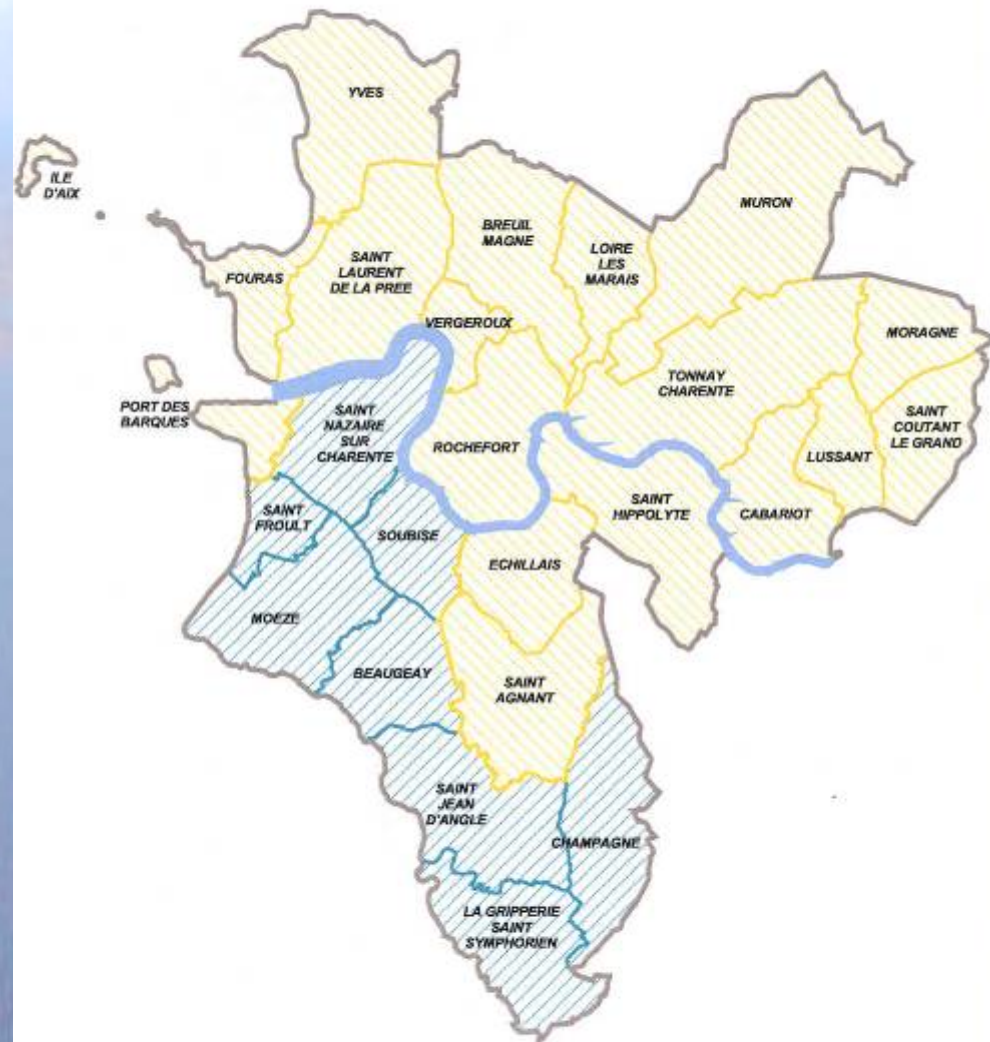 YVES
ILE
D'AIX
MURON
BREUIL
MAGNE
LOIRE
LES
MARAIS
SAINT
LAURENT
DE LA PREE
FOURAS
VERGEROUX
MORAGNE
TONNAY
CHARENTE
PORT DES
BARQUES
SAINT
NAZAIRE
SUR
CHARENTE
SAINT
COUTANT
LE GRAND
ROCHEFORT
LUSSANT
SAINT
HIPPOLYTE
CABARIOT
SAINT
FROULT
SOUBISE
ECHILLAIS
MOEZE
BEAUGEAY
SAINT
AGNANT
SAINT
JEAN
D'ANGLE
CHAMPAGNE
LA GRIPPERIE
SAINT
SYMPHORIEN